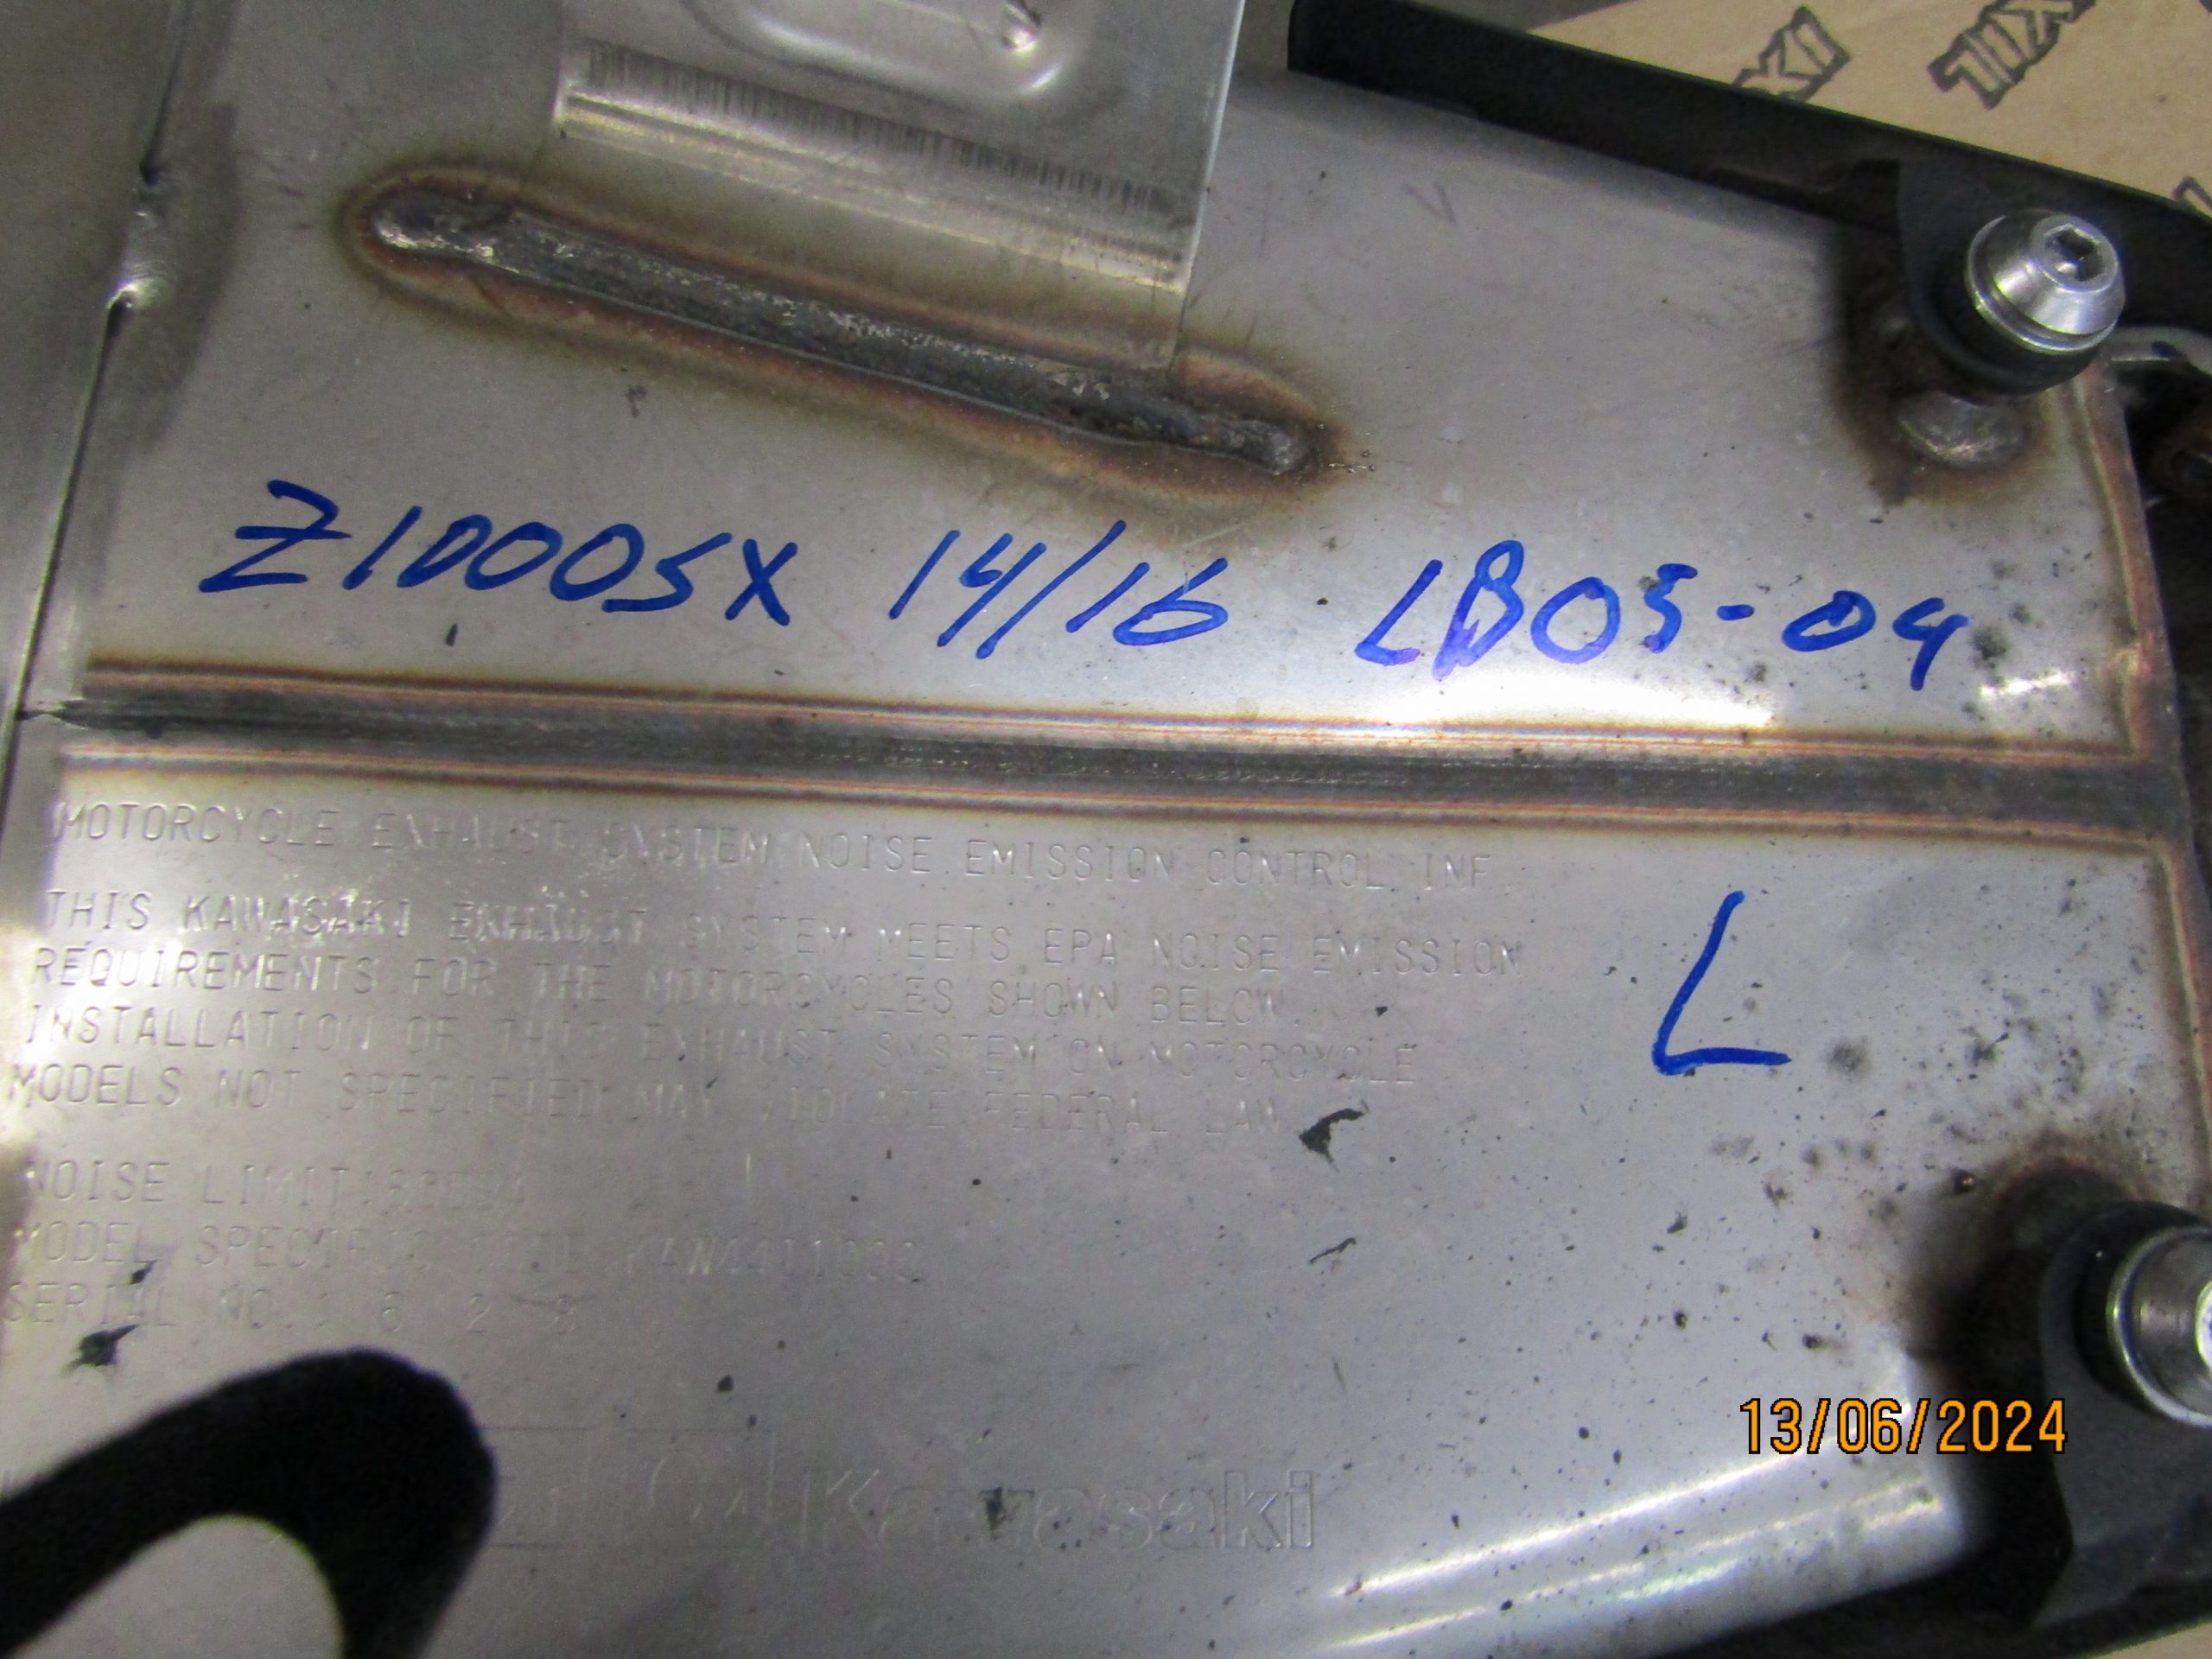 Z1000SX 14/16 LB05-04
MOTORCYCLE EXHAUST SYSTEM NOISE EMISSION CONTROL INF.
THIS KAWASAKI EXHAUST SYSTEM MEETS EPA NOISE EMISSION
REQUIREMENTS FOR THE MOTORCYCLES SHOWN BELOW.
INSTALLATION OF THIS EXHAUST SYSTEM ON MOTORCYCLE
MODELS NOT SPECIFIED MAY VIOLATE FEDERAL LAW.
L
NOISE LIMIT
MODEL SPECIFIC CODE
SERIAL NO.
13/06/2024
Kawasaki